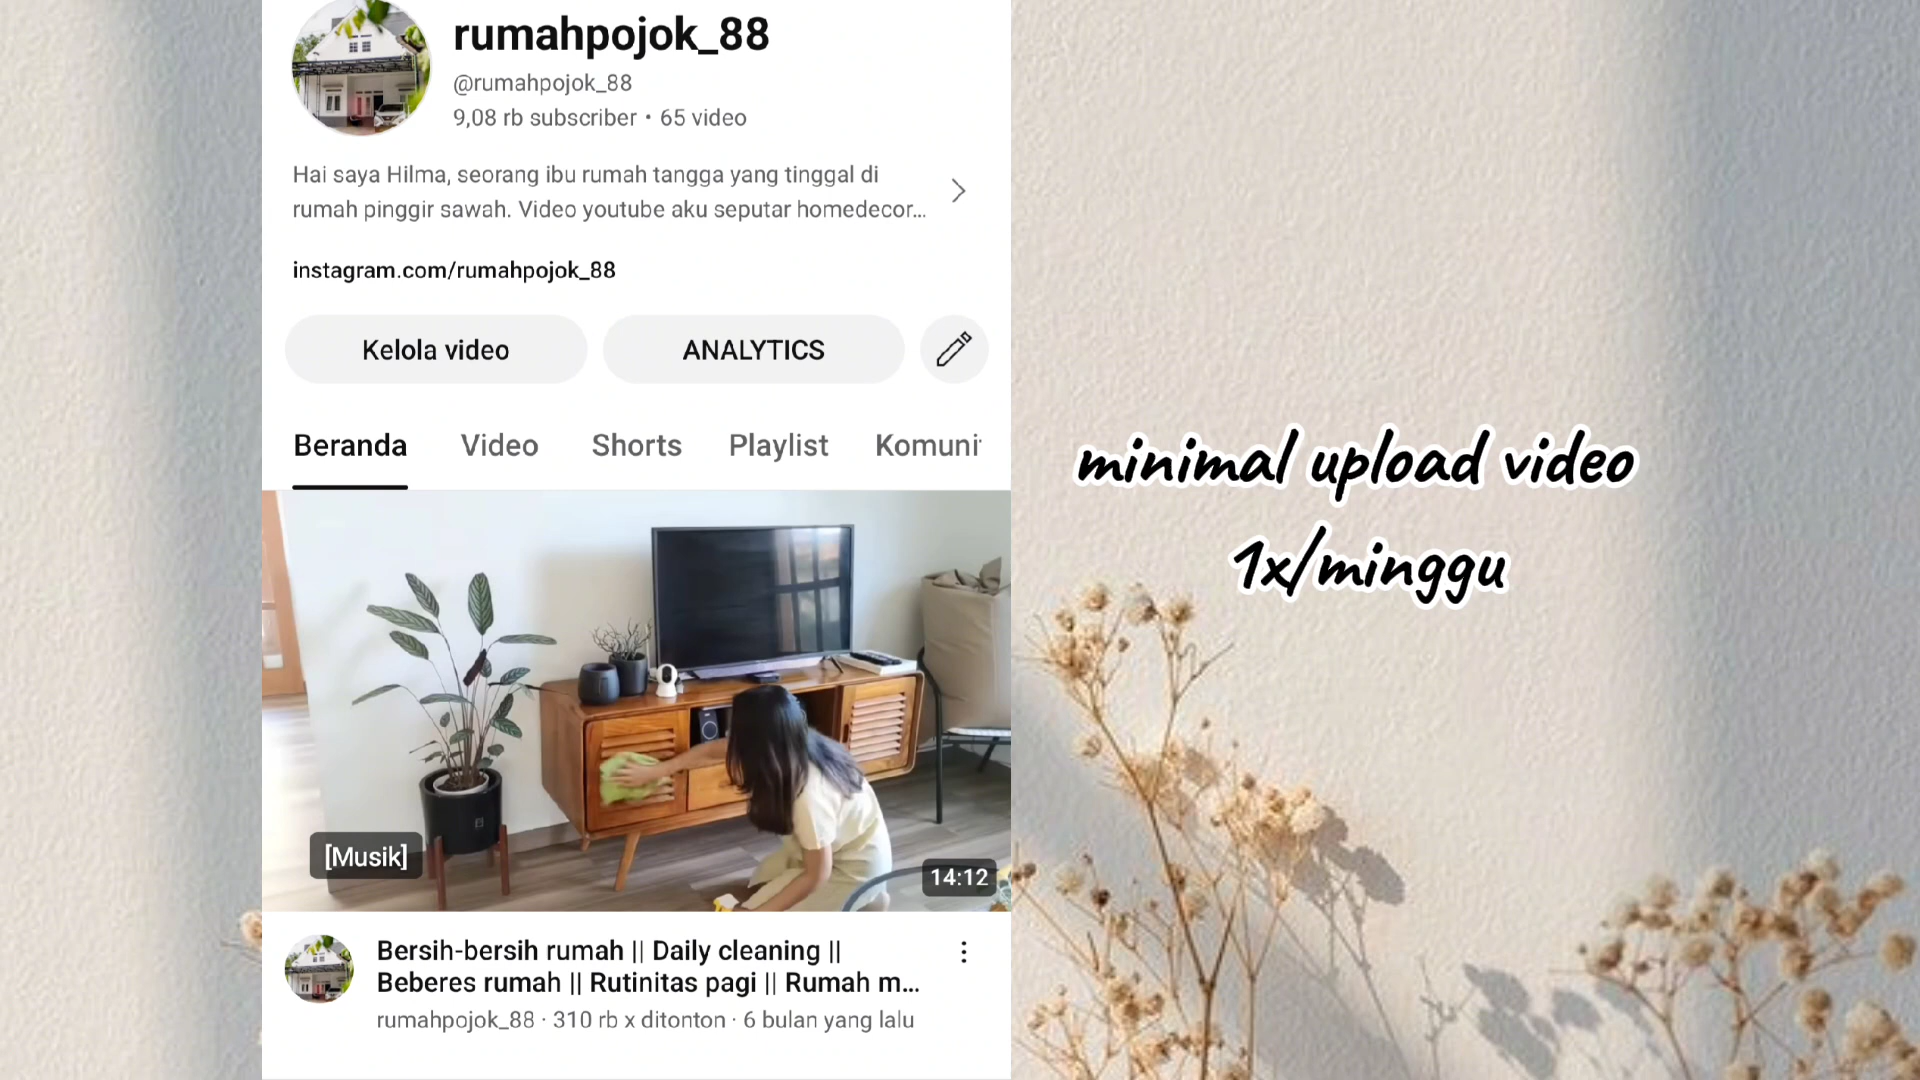 rumahpojok_88
@rumahpojok_88
9,08 rb subscriber • 65 video
Hai saya Hilma, seorang ibu rumah tangga yang tinggal di
rumah pinggir sawah. Video youtube aku seputar homedecor...
instagram.com/rumahpojok_88
Kelola video
ANALYTICS
Beranda
Video
Shorts
Playlist
Komuni
[Musik]
14:12
Bersih-bersih rumah || Daily cleaning ||
Beberes rumah || Rutinitas pagi || Rumah m...
rumahpojok_88 · 310 rb x ditonton · 6 bulan yang lalu
minimal upload video
1x/minggu